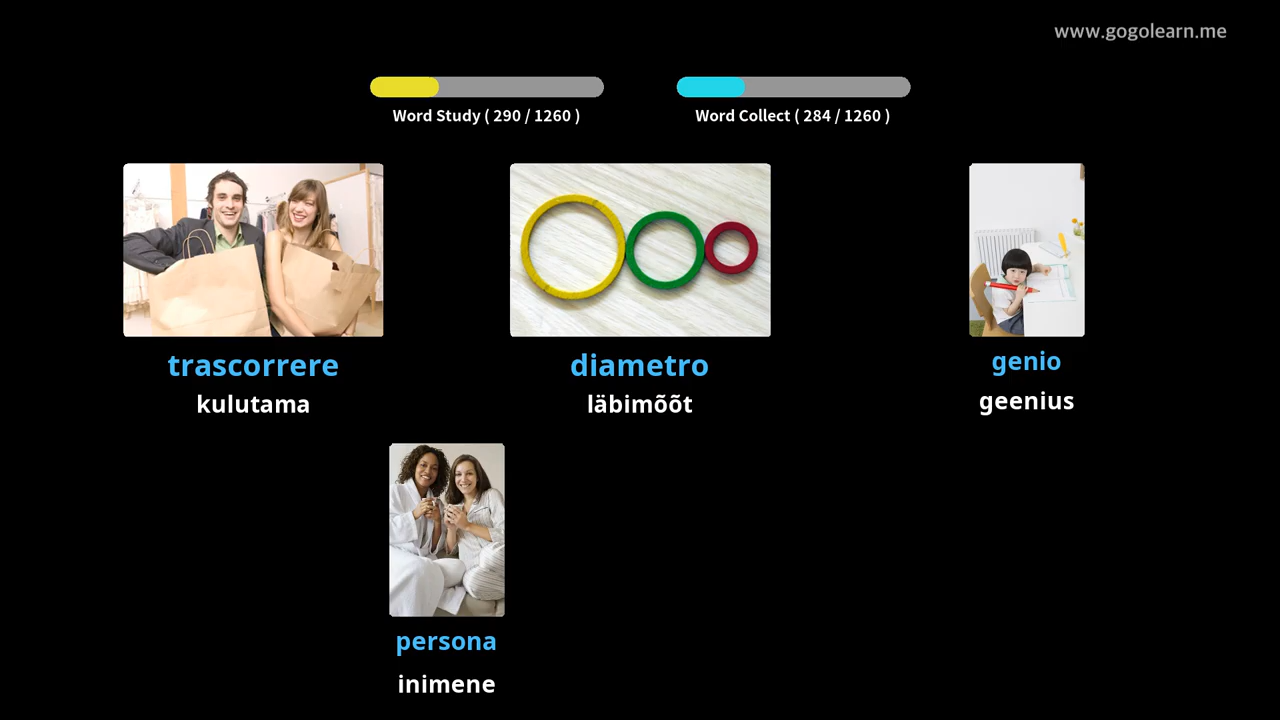 www.gogolearn.me
Word Study ( 290 / 1260 )
Word Collect ( 284 / 1260 )
trascorrere
kulutama
diametro
läbimõõt
genio
geenius
persona
inimene